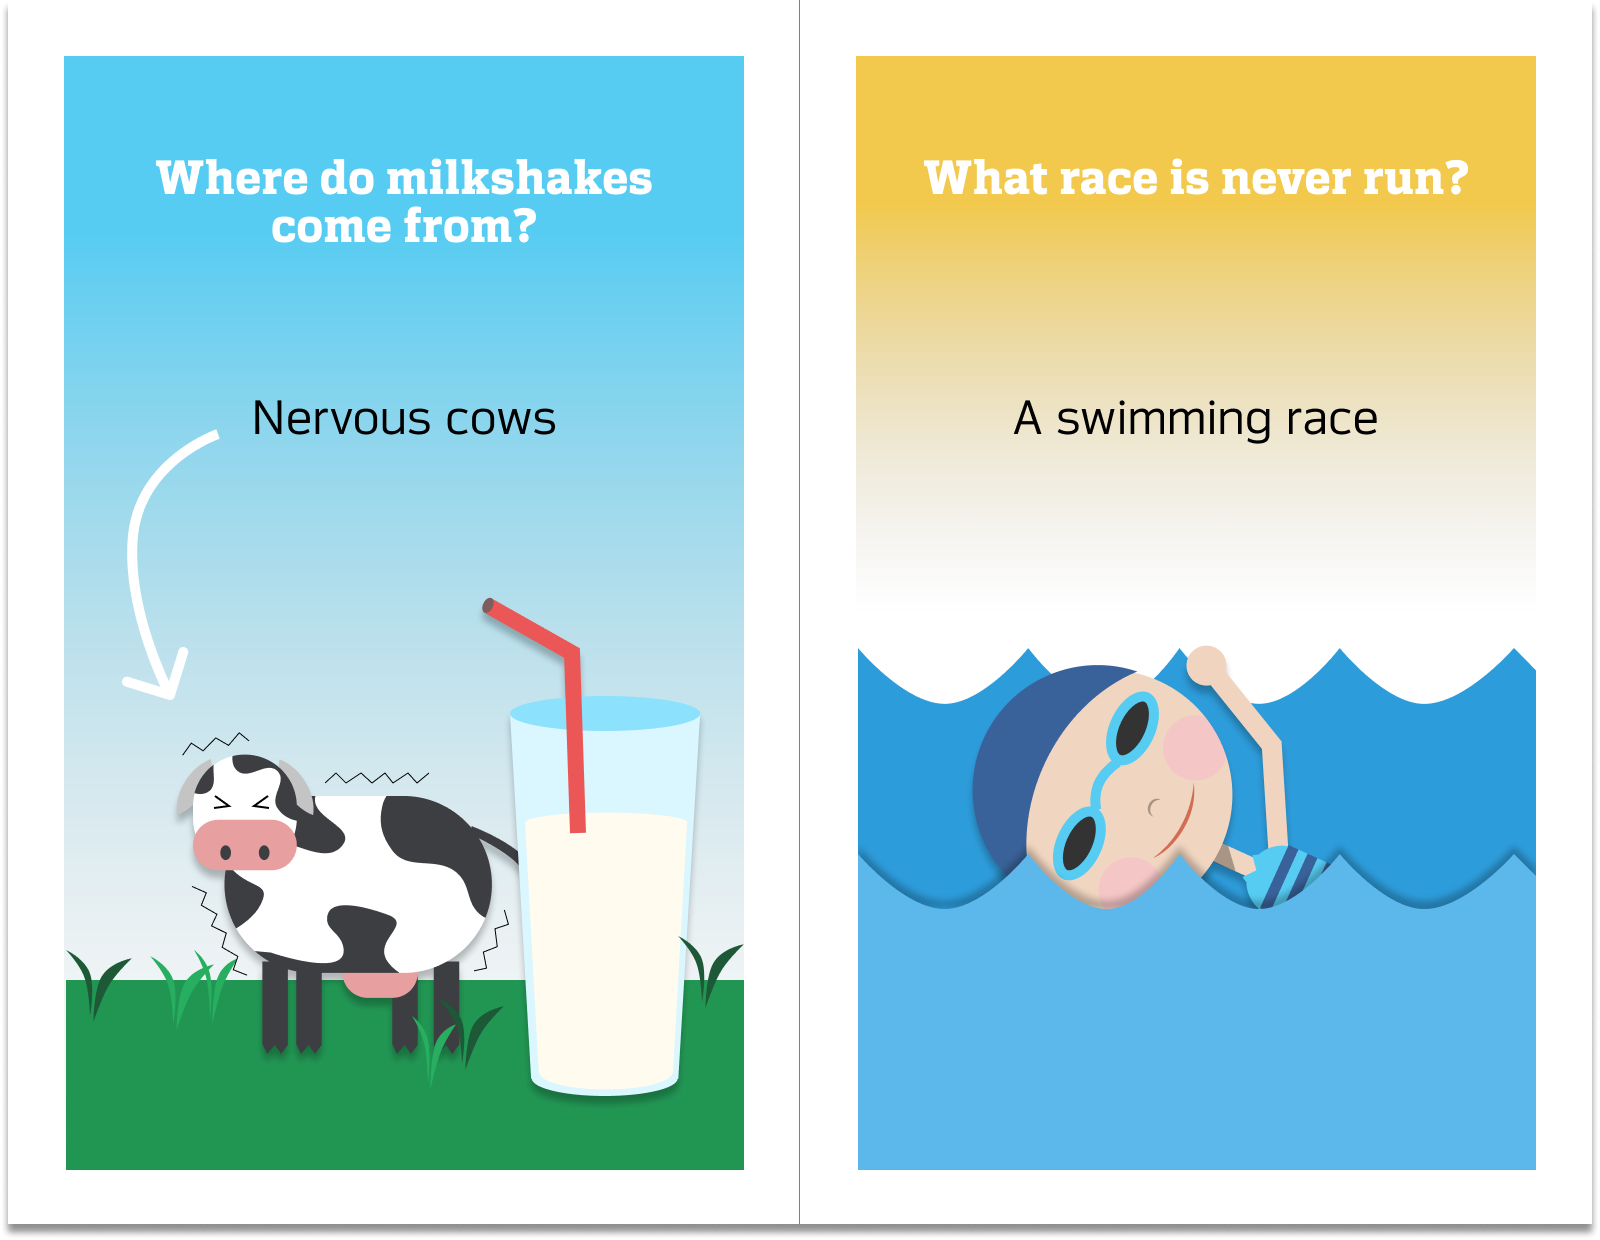 Where do milkshakes
come from?
Nervous cows
What race is never run?
A swimming race